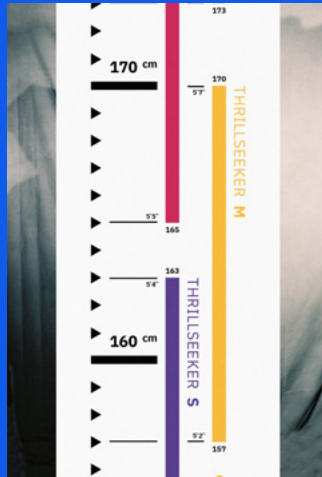 173
170 cm
170
5'7"
THRILLSEEKER M
5'5"
165
163
5'4"
THRILLSEEKER S
160 cm
5'2"
157